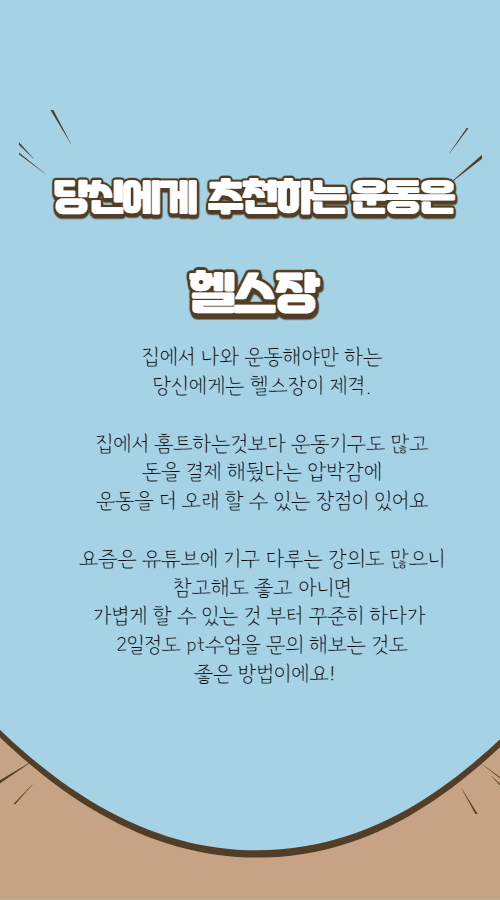 당신에게 추천하는 운동은
헬스장
집에서 나와 운동해야만 하는
당신에게는 헬스장이 제격.
집에서 홈트하는것보다 운동기구도 많고
돈을 결제 해뒀다는 압박감에
운동을 더 오래 할 수 있는 장점이 있어요
요즘은 유튜브에 기구 다루는 강의도 많으니
참고해도 좋고 아니면
가볍게 할 수 있는 것 부터 꾸준히 하다가
2일정도 pt수업을 문의 해보는 것도
좋은 방법이에요!